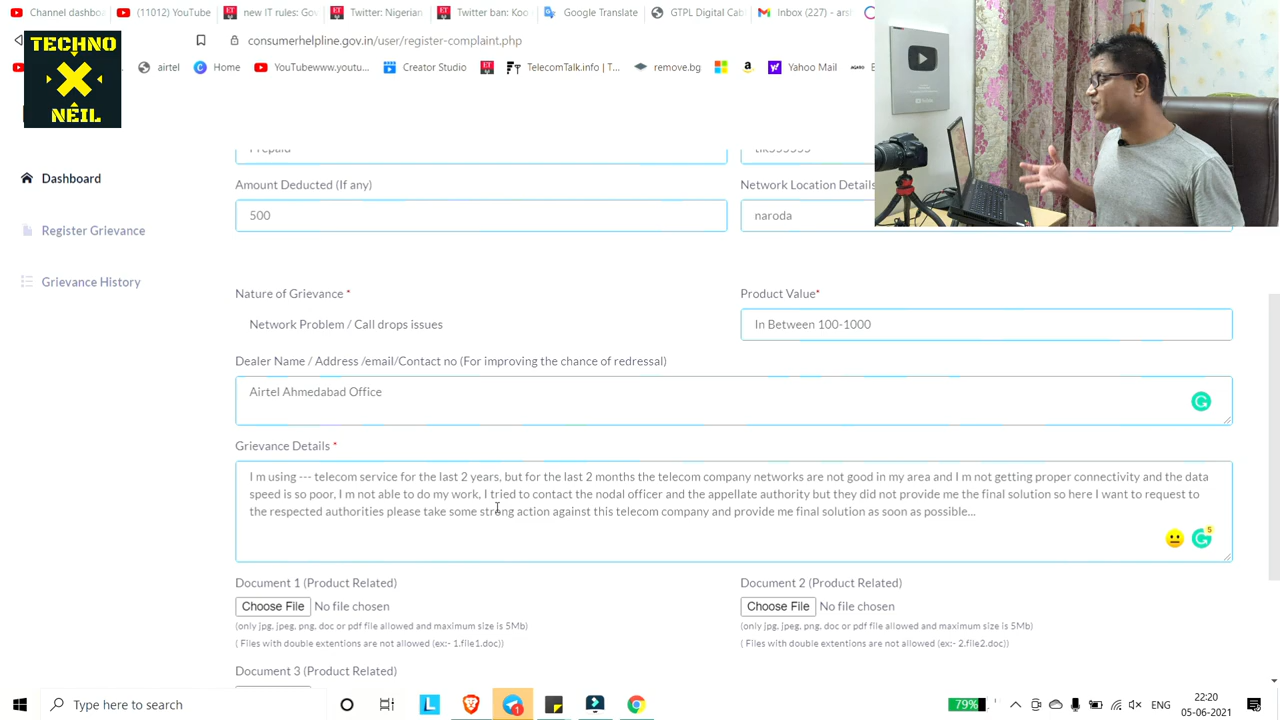 Channel dashbo
(11012) YouTube
new IT rules: Gov
Twitter: Nigerian
Twitter ban: Koo
Google Translate
GTPL Digital Cab
Inbox (227) - ars
consumerhelpline.gov.in/user/register-complaint.php
TECHNO
NEIL
airtel
Home
YouTubewww.youtu...
Creator Studio
TelecomTalk.info | T...
remove.bg
Yahoo Mail
Prepaid
Amount Deducted (If any)
Network Location Details
500
naroda
Dashboard
Register Grievance
Grievance History
Nature of Grievance *
Product Value*
Network Problem / Call drops issues
In Between 100-1000
Dealer Name / Address /email/Contact no (For improving the chance of redressal)
Airtel Ahmedabad Office
Grievance Details *
I m using --- telecom service for the last 2 years, but for the last 2 months the telecom company networks are not good in my area and I m not getting proper connectivity and the data
speed is so poor, I m not able to do my work, I tried to contact the nodal officer and the appellate authority but they did not provide me the final solution so here I want to request to
the respected authorities please take some strong action against this telecom company and provide me final solution as soon as possible...
5
Document 1 (Product Related)
Document 2 (Product Related)
Choose File No file chosen
Choose File No file chosen
(only jpg, jpeg, png, doc or pdf file allowed and maximum size is 5Mb)
(only jpg, jpeg, png, doc or pdf flle allowed and maximum size is 5Mb)
( Files with double extentions are not allowed (ex:- 1.file1.doc))
( Files with double extentions are not allowed (ex:- 2.file2.doc))
Document 3 (Product Related)
Type here to search
79%
ENG
22:20
05-06-2021